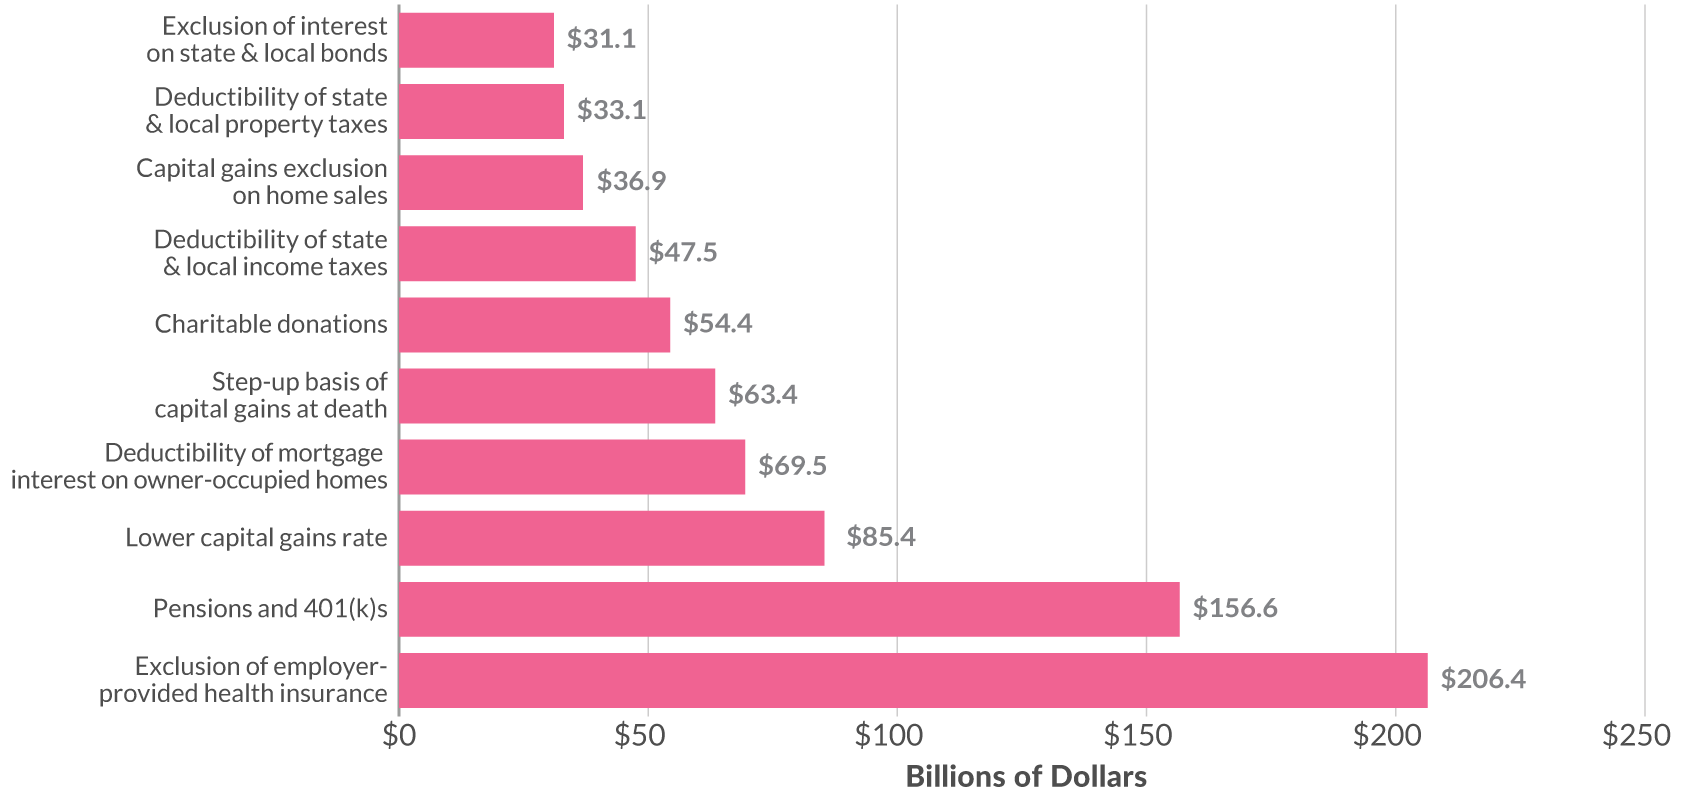 Exclusion of interest
on state & local bonds
$31.1
Deductibility of state
& local property taxes
$33.1
Capital gains exclusion
on home sales
$36.9
Deductibility of state
& local income taxes
$47.5
Charitable donations
$54.4
Step-up basis of
capital gains at death
$63.4
Deductibility of mortgage
interest on owner-occupied homes
$69.5
Lower capital gains rate
$85.4
Pensions and 401(k)s
$156.6
Exclusion of employer-
provided health insurance
$206.4
$0 $50 $100 $150 $200 $250
Billions of Dollars